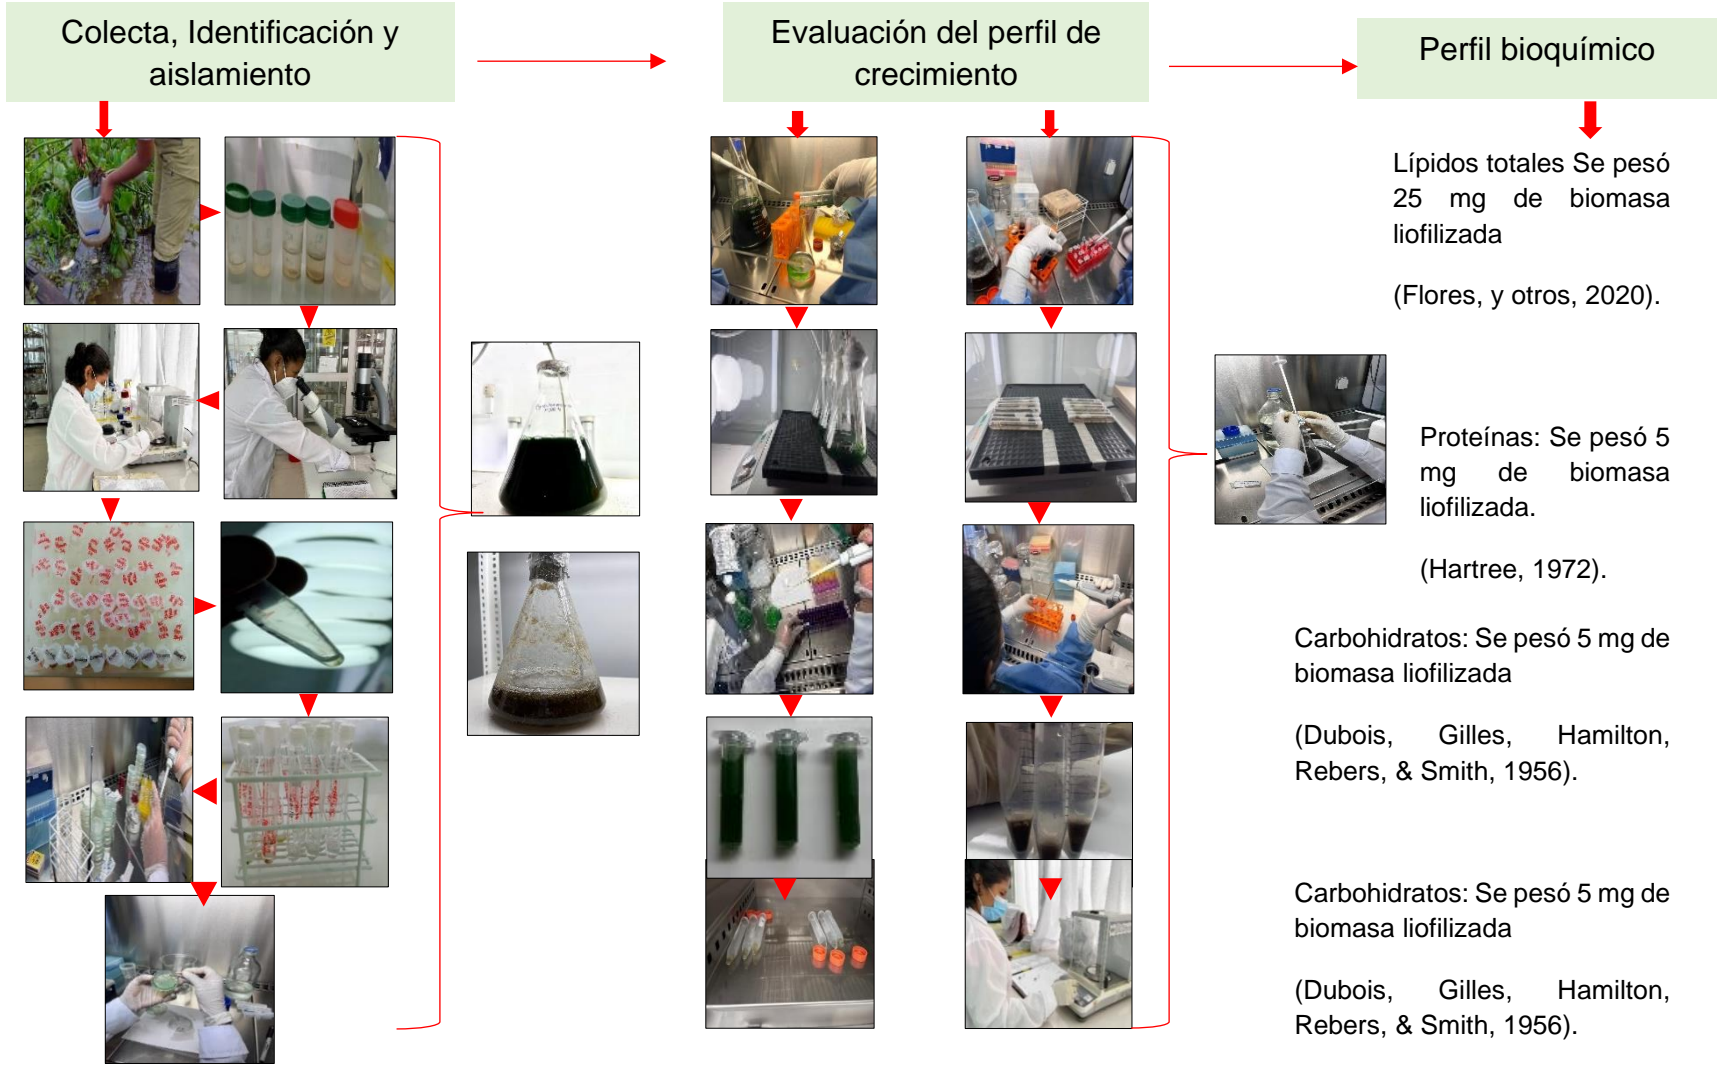 Colecta, Identificación y
aislamiento
Evaluación del perfil de
crecimiento
Perfil bioquímico
Lípidos totales Se pesó
25 mg de biomasa
liofilizada
(Flores, y otros, 2020).
Proteínas: Se pesó 5
mg de biomasa
liofilizada.
(Hartree, 1972).
Carbohidratos: Se pesó 5 mg de
biomasa liofilizada
(Dubois, Gilles, Hamilton,
Rebers, & Smith, 1956).
Carbohidratos: Se pesó 5 mg de
biomasa liofilizada
(Dubois, Gilles, Hamilton,
Rebers, & Smith, 1956).